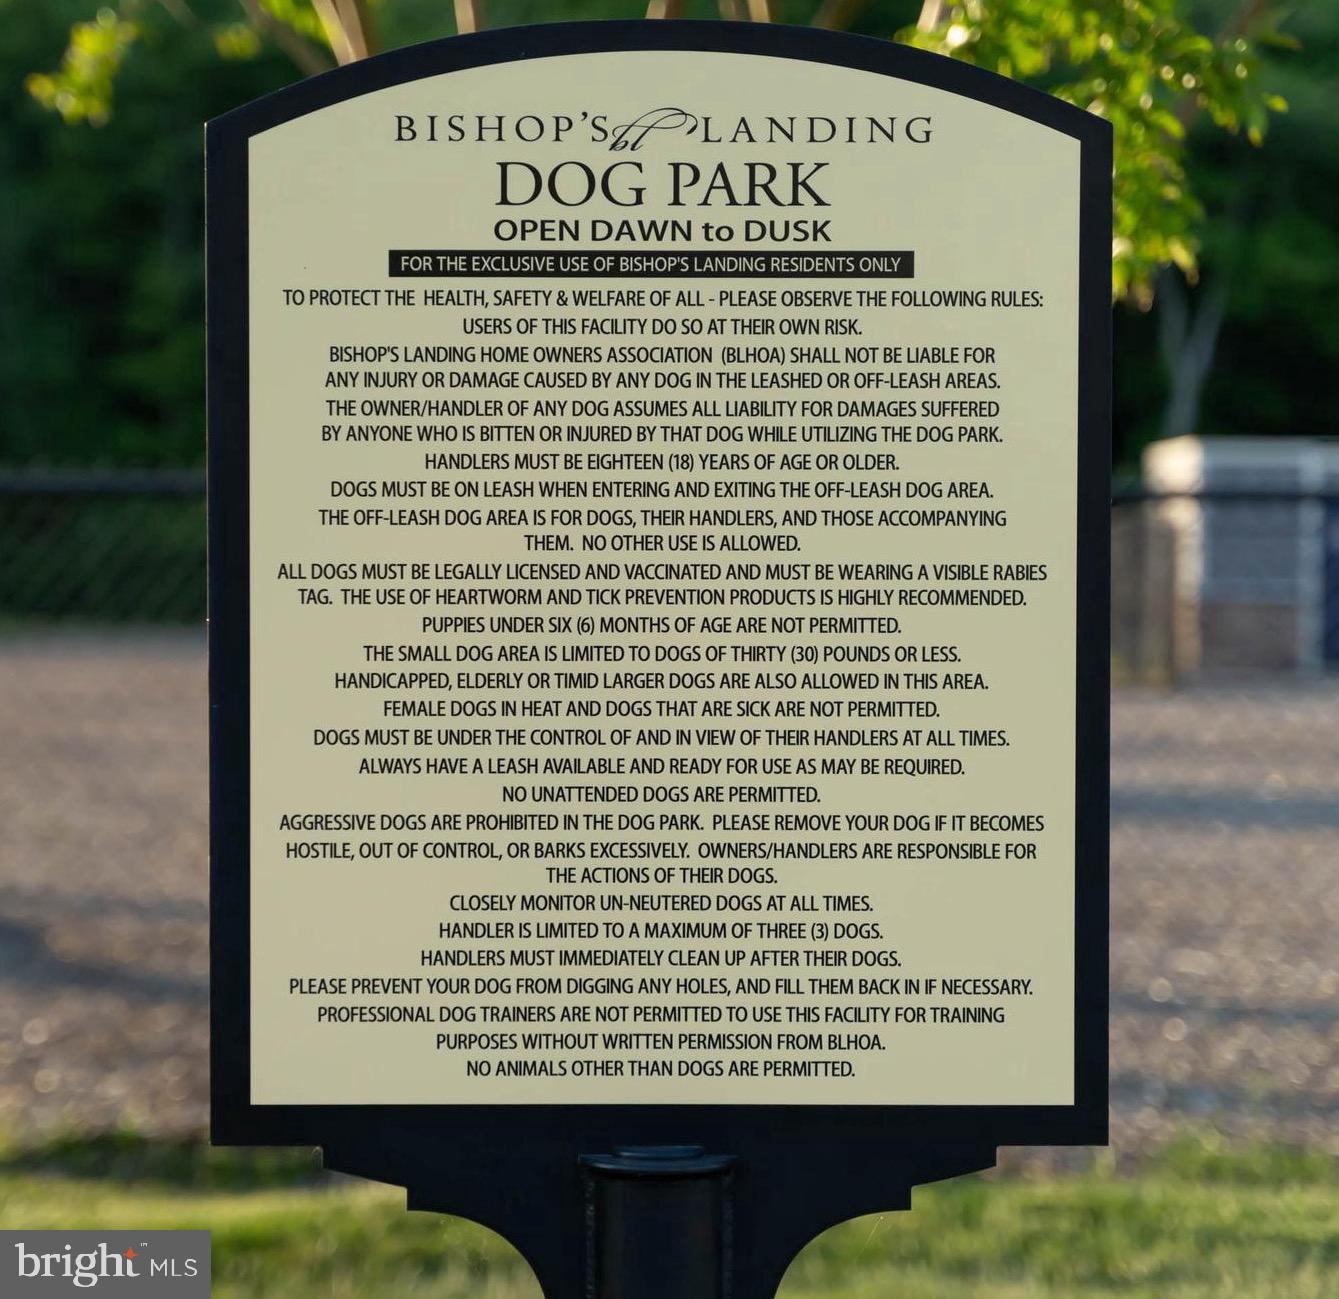 BISHOP'S bl LANDING
DOG PARK
OPEN DAWN to DUSK
FOR THE EXCLUSIVE USE OF BISHOP'S LANDING RESIDENTS ONLY
TO PROTECT THE HEALTH, SAFETY & WELFARE OF ALL - PLEASE OBSERVE THE FOLLOWING RULES:
USERS OF THIS FACILITY DO SO AT THEIR OWN RISK.
BISHOP'S LANDING HOME OWNERS ASSOCIATION (BLHOA) SHALL NOT BE LIABLE FOR
ANY INJURY OR DAMAGE CAUSED BY ANY DOG IN THE LEASHED OR OFF-LEASH AREAS.
THE OWNER/HANDLER OF ANY DOG ASSUMES ALL LIABILITY FOR DAMAGES SUFFERED
BY ANYONE WHO IS BITTEN OR INJURED BY THAT DOG WHILE UTILIZING THE DOG PARK.
HANDLERS MUST BE EIGHTEEN (18) YEARS OF AGE OR OLDER.
DOGS MUST BE ON LEASH WHEN ENTERING AND EXITING THE OFF-LEASH DOG AREA.
THE OFF-LEASH DOG AREA IS FOR DOGS, THEIR HANDLERS, AND THOSE ACCOMPANYING
THEM. NO OTHER USE IS ALLOWED.
ALL DOGS MUST BE LEGALLY LICENSED AND VACCINATED AND MUST BE WEARING A VISIBLE RABIES
TAG. THE USE OF HEARTWORM AND TICK PREVENTION PRODUCTS IS HIGHLY RECOMMENDED.
PUPPIES UNDER SIX (6) MONTHS OF AGE ARE NOT PERMITTED.
THE SMALL DOG AREA IS LIMITED TO DOGS OF THIRTY (30) POUNDS OR LESS.
HANDICAPPED, ELDERLY OR TIMID LARGER DOGS ARE ALSO ALLOWED IN THIS AREA.
FEMALE DOGS IN HEAT AND DOGS THAT ARE SICK ARE NOT PERMITTED.
DOGS MUST BE UNDER THE CONTROL OF AND IN VIEW OF THEIR HANDLERS AT ALL TIMES.
ALWAYS HAVE A LEASH AVAILABLE AND READY FOR USE AS MAY BE REQUIRED.
NO UNATTENDED DOGS ARE PERMITTED.
AGGRESSIVE DOGS ARE PROHIBITED IN THE DOG PARK. PLEASE REMOVE YOUR DOG IF IT BECOMES
HOSTILE, OUT OF CONTROL, OR BARKS EXCESSIVELY. OWNERS/HANDLERS ARE RESPONSIBLE FOR
THE ACTIONS OF THEIR DOGS.
CLOSELY MONITOR UN-NEUTERED DOGS AT ALL TIMES.
HANDLER IS LIMITED TO A MAXIMUM OF THREE (3) DOGS.
HANDLERS MUST IMMEDIATELY CLEAN UP AFTER THEIR DOGS.
PLEASE PREVENT YOUR DOG FROM DIGGING ANY HOLES, AND FILL THEM BACK IN IF NECESSARY.
PROFESSIONAL DOG TRAINERS ARE NOT PERMITTED TO USE THIS FACILITY FOR TRAINING
PURPOSES WITHOUT WRITTEN PERMISSION FROM BLHOA.
NO ANIMALS OTHER THAN DOGS ARE PERMITTED.
bright™ MLS